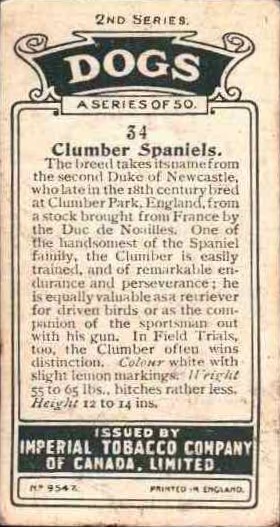 2ND SERIES.
DOGS
A SERIES OF 50.
34
Clumber Spaniels.
The breed takes its name from
the second Duke of Newcastle,
who late in the 18th century bred
at Clumber Park, England, from
a stock brought from France by
the Duc de Noailles. One of
the handsomest of the Spaniel
family, the Clumber is easily
trained, and of remarkable en-
durance and perseverance; he
is equally valuable as a retriever
for driven birds or as the com-
panion of the sportsman out
with his gun. In Field Trials,
too, the Clumber often wins
distinction. Colour white with
slight lemon markings. Weight
55 to 65 lbs., bitches rather less.
Height 12 to 14 ins.
ISSUED BY
IMPERIAL TOBACCO COMPANY
OF CANADA, LIMITED
No 9547. PRINTED IN ENGLAND.